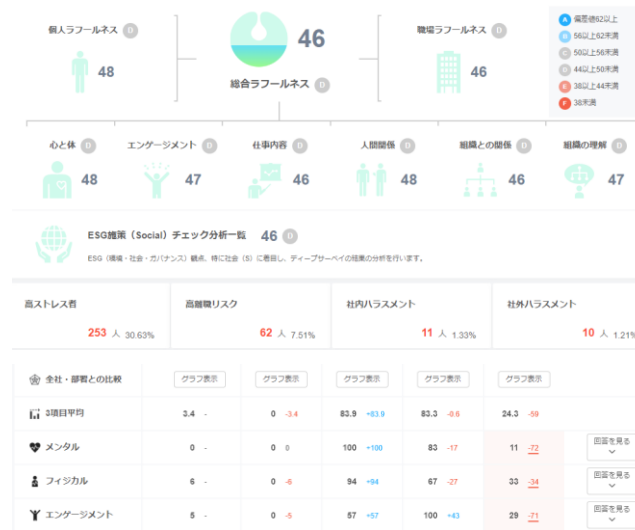 個人ラフールネス D
48
46
総合ラフールネス D
職場ラフールネス D
46
A 偏差値62以上
B 56以上62未満
C 50以上56未満
D 44以上50未満
E 38以上44未満
F 38未満
心と体 D
48
エンゲージメント D
47
仕事内容 D
46
人間関係 D
48
組織との関係 D
46
組織の理解 D
47
ESG施策(Social)チェック分析一覧 46 D
ESG(環境・社会・ガバナンス)観点、特に社会(S)に着目し、ディープサーベイの結果の分析を行います。
高ストレス者
253 人 30.63%
高離職リスク
62 人 7.51%
社内ハラスメント
11 人 1.33%
社外ハラスメント
10 人 1.21%
全社・部署との比較 グラフ表示 グラフ表示 グラフ表示 グラフ表示 グラフ表示
3項目平均 3.4 - 0 -3.4 83.9 +83.9 83.3 -0.6 24.3 -59
メンタル 0 - 0 0 100 +100 83 -17 11 -72 回答を見る
フィジカル 6 - 0 -6 94 +94 67 -27 33 -34 回答を見る
エンゲージメント 5 - 0 -5 57 +57 100 +43 29 -71 回答を見る